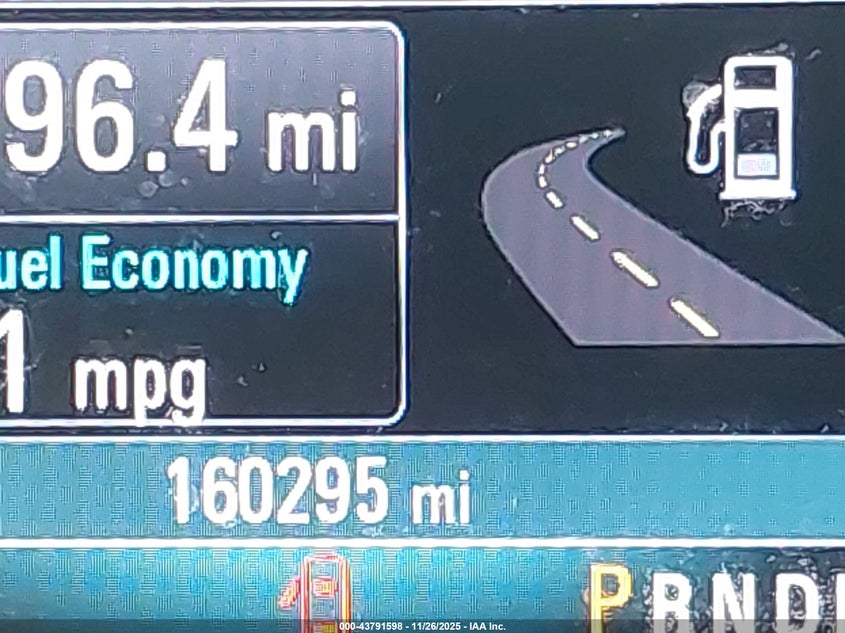 96.4 mi
uel Economy
1 mpg
160295 mi
PRND
000-43791598 - 11/26/2025 - IAA Inc.